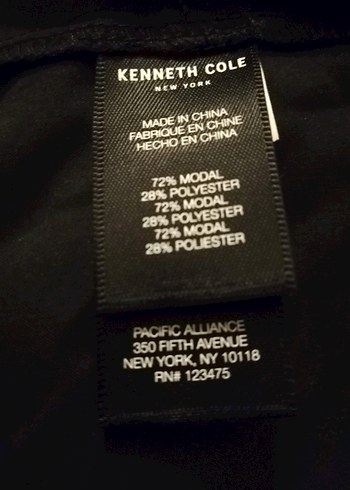 KENNETH COLE
NEW YORK
MADE IN CHINA
FABRIQUE EN CHINE
HECHO EN CHINA
72% MODAL
28% POLYESTER
72% MODAL
28% POLYESTER
72% MODAL
28% POLIESTER
PACIFIC ALLIANCE
350 FIFTH AVENUE
NEW YORK, NY 10118
RN# 123475